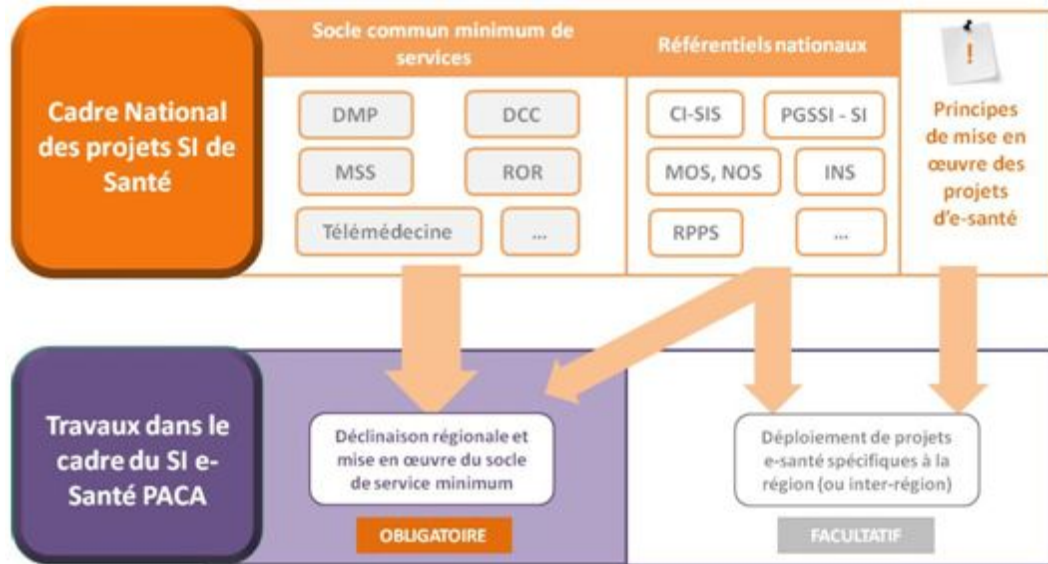 Cadre National
des projets SI de
Santé
Socle commun minimum de
services
DMP
DCC
MSS
ROR
Télémédecine
...
Référentiels nationaux
CI-SIS
PGSSI - SI
MOS, NOS
INS
RPPS
...
!
Principes
de mise en
œuvre des
projets
d'e-santé
Travaux dans le
cadre du SI e-
Santé PACA
Déclinaison régionale et
mise en œuvre du socle
de service minimum
OBLIGATOIRE
Déploiement de projets
e-santé spécifiques à la
région (ou inter-région)
FACULTATIF